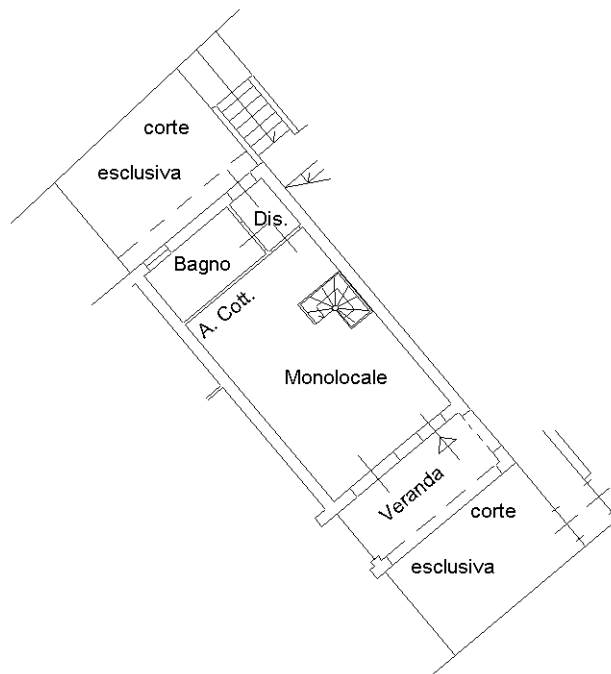 corte
esclusiva
Dis.
Bagno
A. Cott.
Monolocale
Veranda
corte
esclusiva